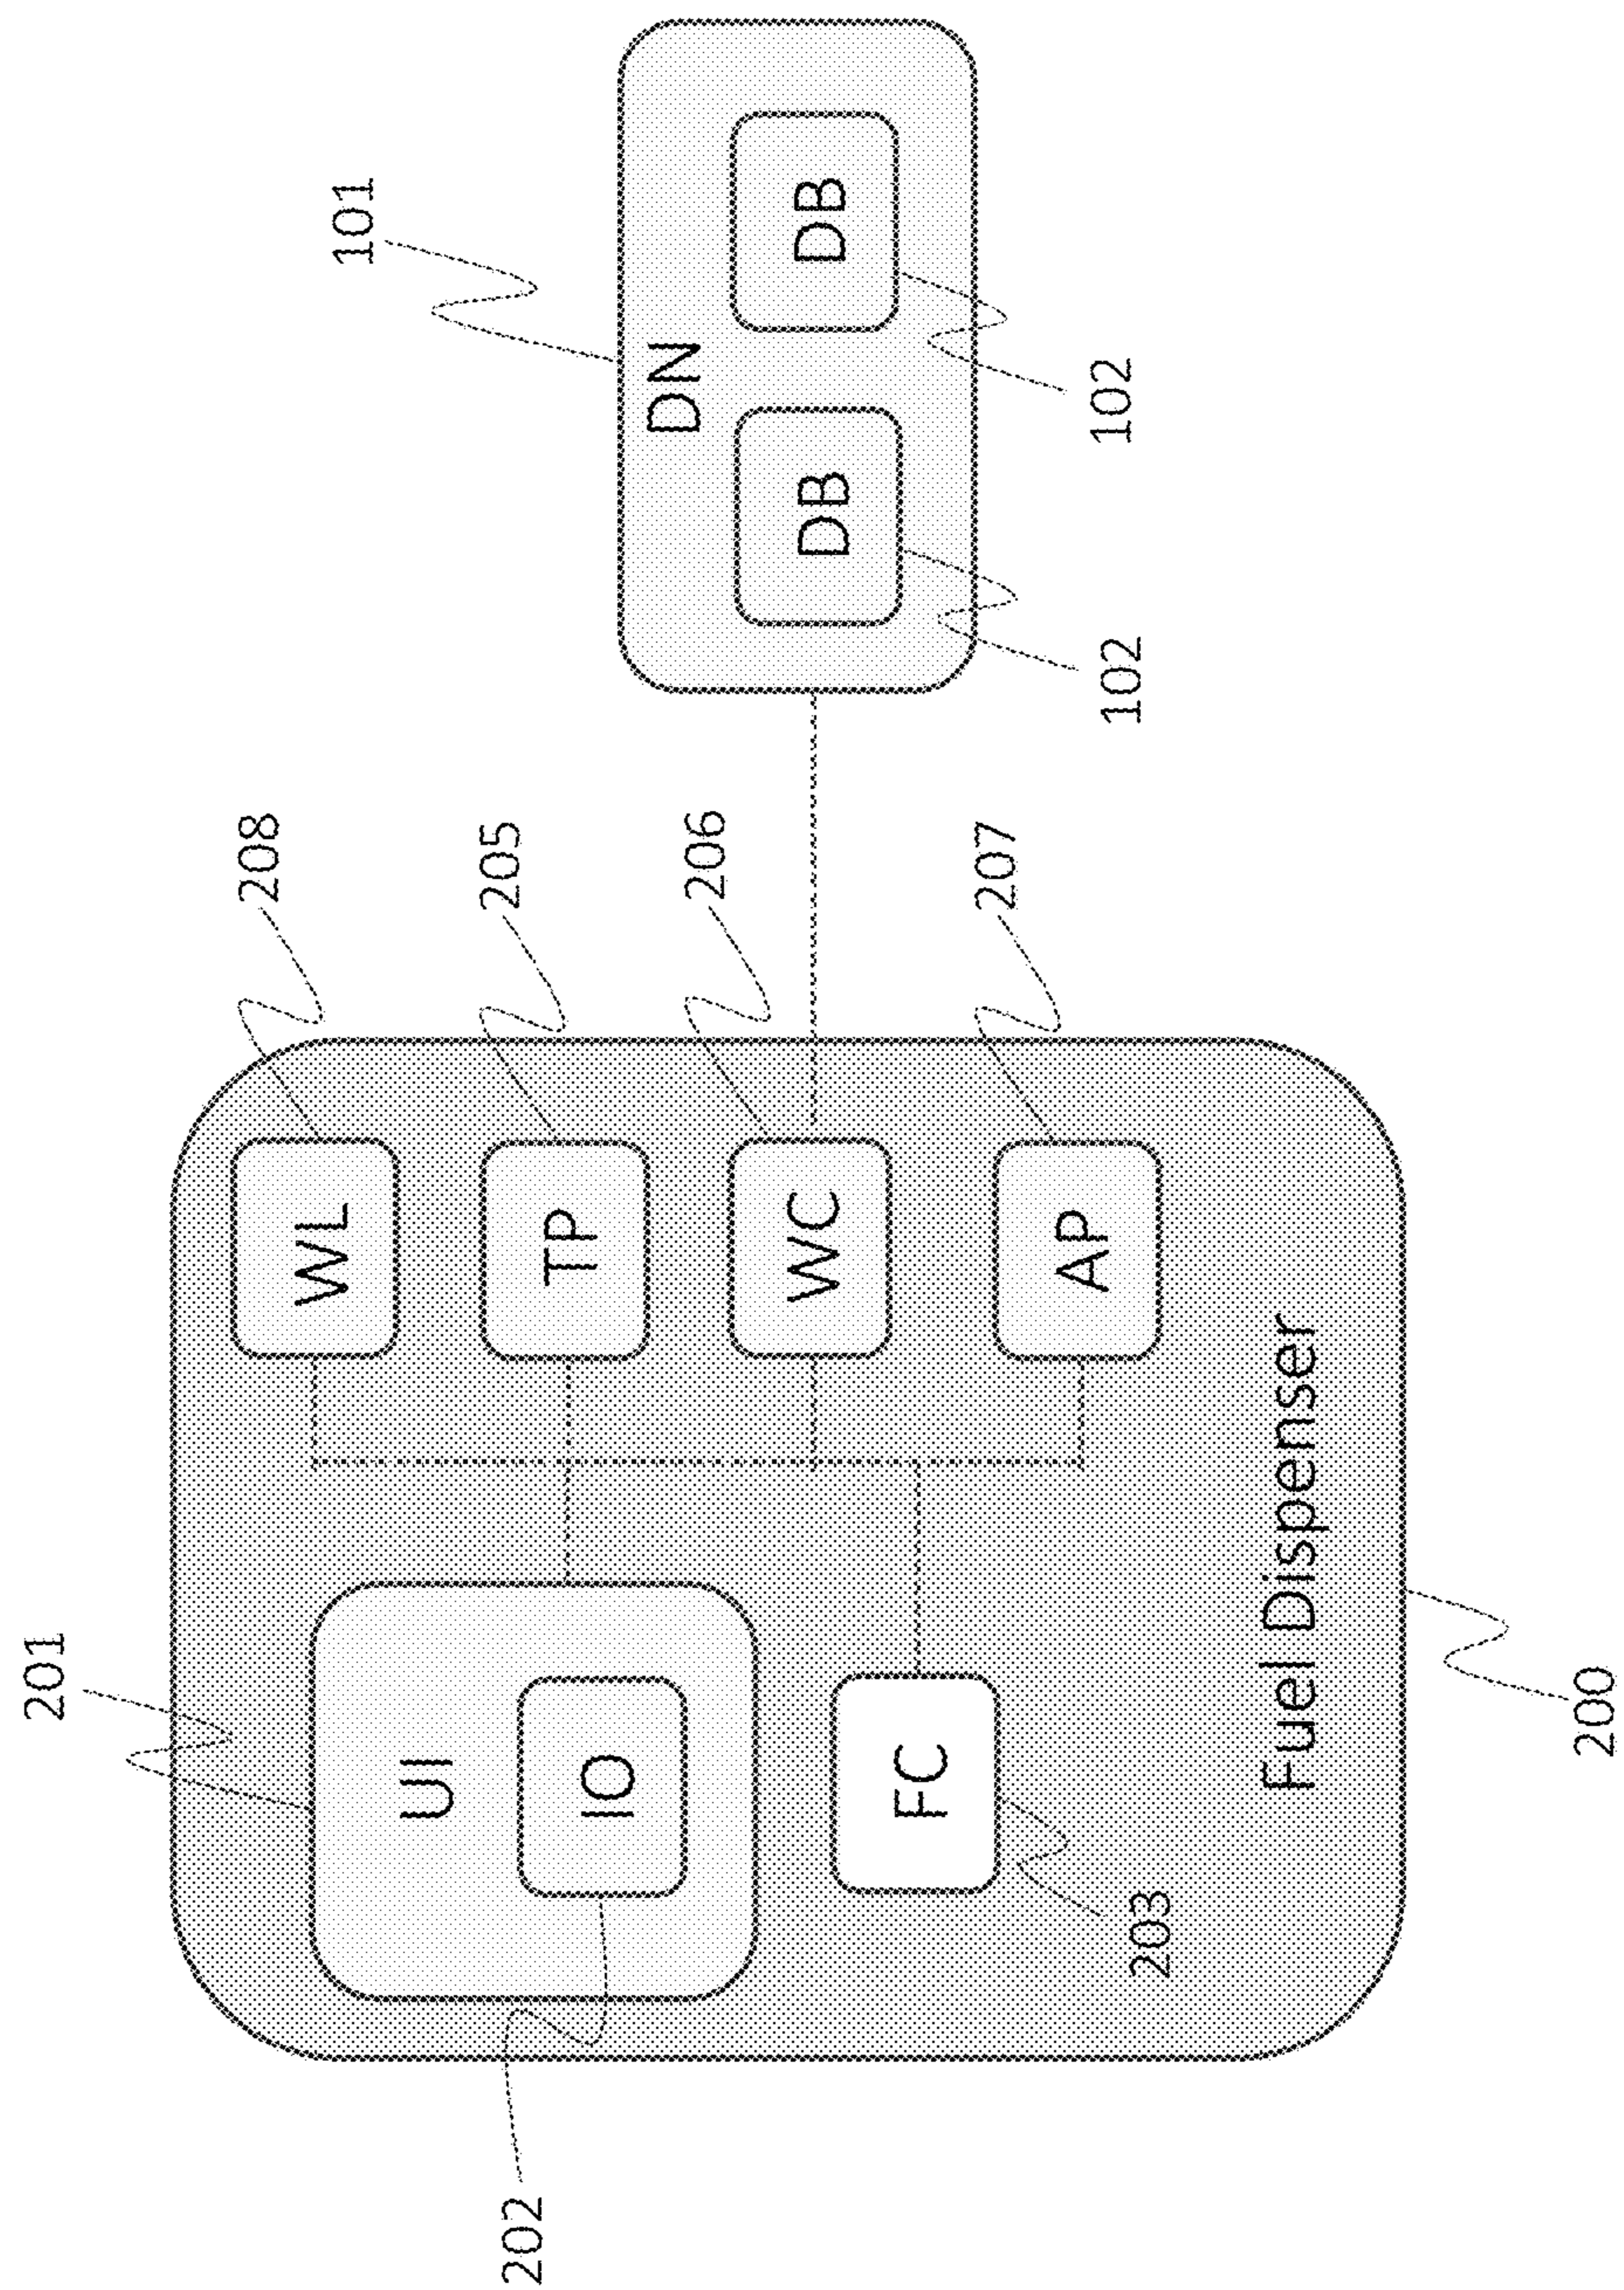 201
208
101
UI
WL
DN
202
IO
TP
205
DB
DB
WC
206
FC
AP
207
102
102
203
Fuel Dispenser
200